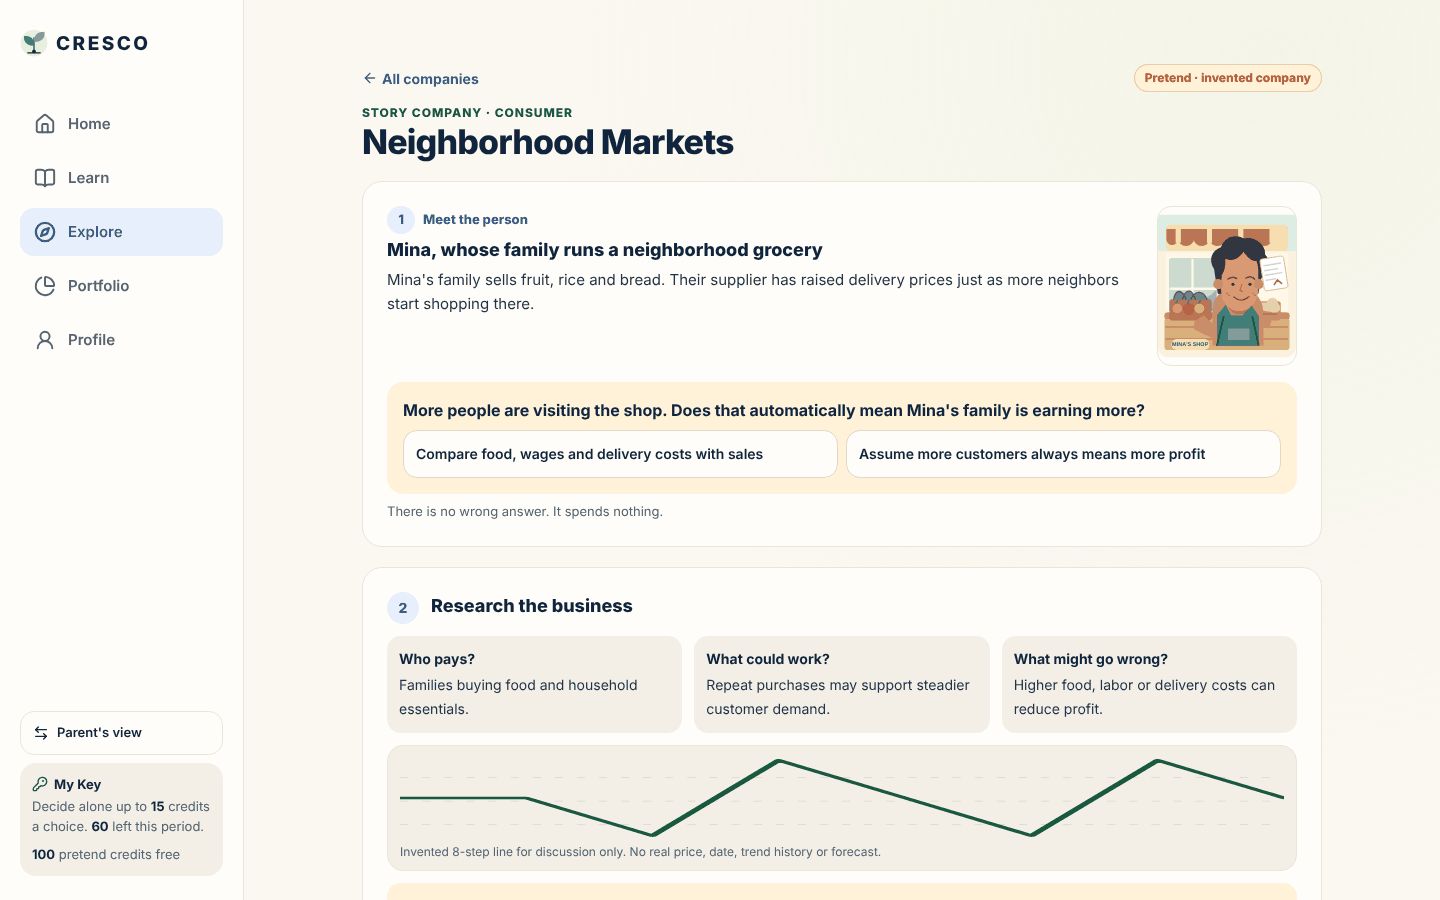 CRESCO
Home
Learn
Explore
Portfolio
Profile
Parent's view
My Key
Decide alone up to 15 credits
a choice. 60 left this period.
100 pretend credits free
All companies
Pretend · invented company
STORY COMPANY · CONSUMER
Neighborhood Markets
1 Meet the person
Mina, whose family runs a neighborhood grocery
Mina's family sells fruit, rice and bread. Their supplier has raised delivery prices just as more neighbors
start shopping there.
MINA'S SHOP
More people are visiting the shop. Does that automatically mean Mina's family is earning more?
Compare food, wages and delivery costs with sales
Assume more customers always means more profit
There is no wrong answer. It spends nothing.
2 Research the business
Who pays?
Families buying food and household
essentials.
What could work?
Repeat purchases may support steadier
customer demand.
What might go wrong?
Higher food, labor or delivery costs can
reduce profit.
Invented 8-step line for discussion only. No real price, date, trend history or forecast.